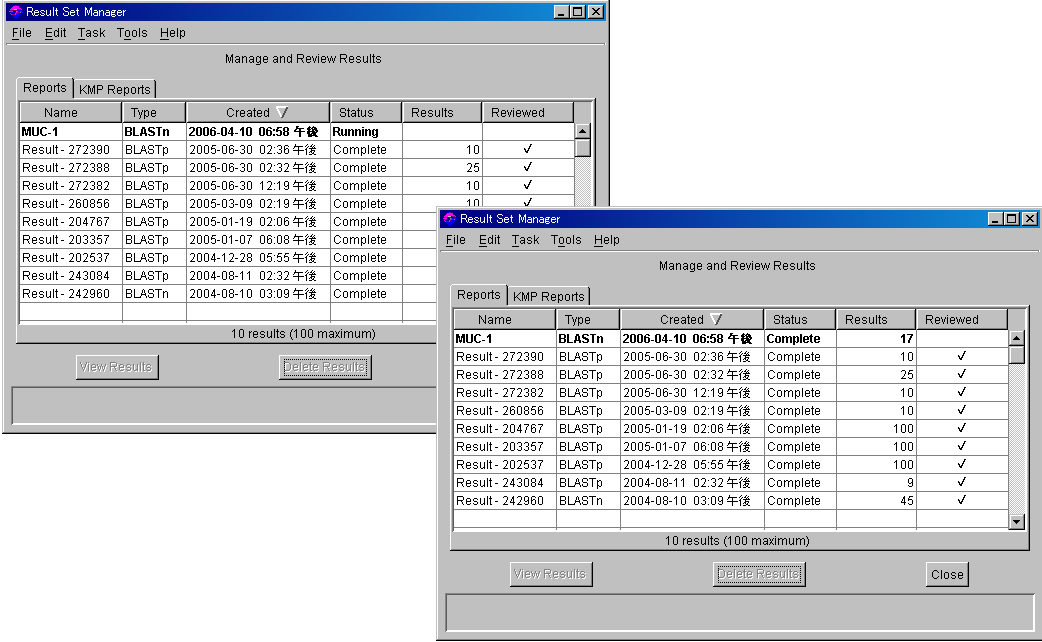 Result Set Manager
File Edit Task Tools Help
Manage and Review Results
Reports KMP Reports
Name Type Created Status Results Reviewed
MUC-1 BLASTn 2006-04-10 06:58 午後 Running
Result - 272390 BLASTp 2005-06-30 02:36 午後 Complete 10 ✓
Result - 272388 BLASTp 2005-06-30 02:32 午後 Complete 25 ✓
Result - 272382 BLASTp 2005-06-30 12:19 午後 Complete 10 ✓
Result - 260856 BLASTp 2005-03-09 02:19 午後 Complete 10 ✓
Result - 204767 BLASTp 2005-01-19 02:06 午後 Complete
Result - 203357 BLASTp 2005-01-07 06:08 午後 Complete
Result - 202537 BLASTp 2004-12-28 05:55 午後 Complete
Result - 243084 BLASTp 2004-08-11 02:32 午後 Complete
Result - 242960 BLASTn 2004-08-10 03:09 午後 Complete
10 results (100 maximum)
View Results Delete Results
Result Set Manager
File Edit Task Tools Help
Manage and Review Results
Reports KMP Reports
Name Type Created Status Results Reviewed
MUC-1 BLASTn 2006-04-10 06:58 午後 Complete 17
Result - 272390 BLASTp 2005-06-30 02:36 午後 Complete 10 ✓
Result - 272388 BLASTp 2005-06-30 02:32 午後 Complete 25 ✓
Result - 272382 BLASTp 2005-06-30 12:19 午後 Complete 10 ✓
Result - 260856 BLASTp 2005-03-09 02:19 午後 Complete 10 ✓
Result - 204767 BLASTp 2005-01-19 02:06 午後 Complete 100 ✓
Result - 203357 BLASTp 2005-01-07 06:08 午後 Complete 100 ✓
Result - 202537 BLASTp 2004-12-28 05:55 午後 Complete 100 ✓
Result - 243084 BLASTp 2004-08-11 02:32 午後 Complete 9 ✓
Result - 242960 BLASTn 2004-08-10 03:09 午後 Complete 45 ✓
10 results (100 maximum)
View Results Delete Results Close